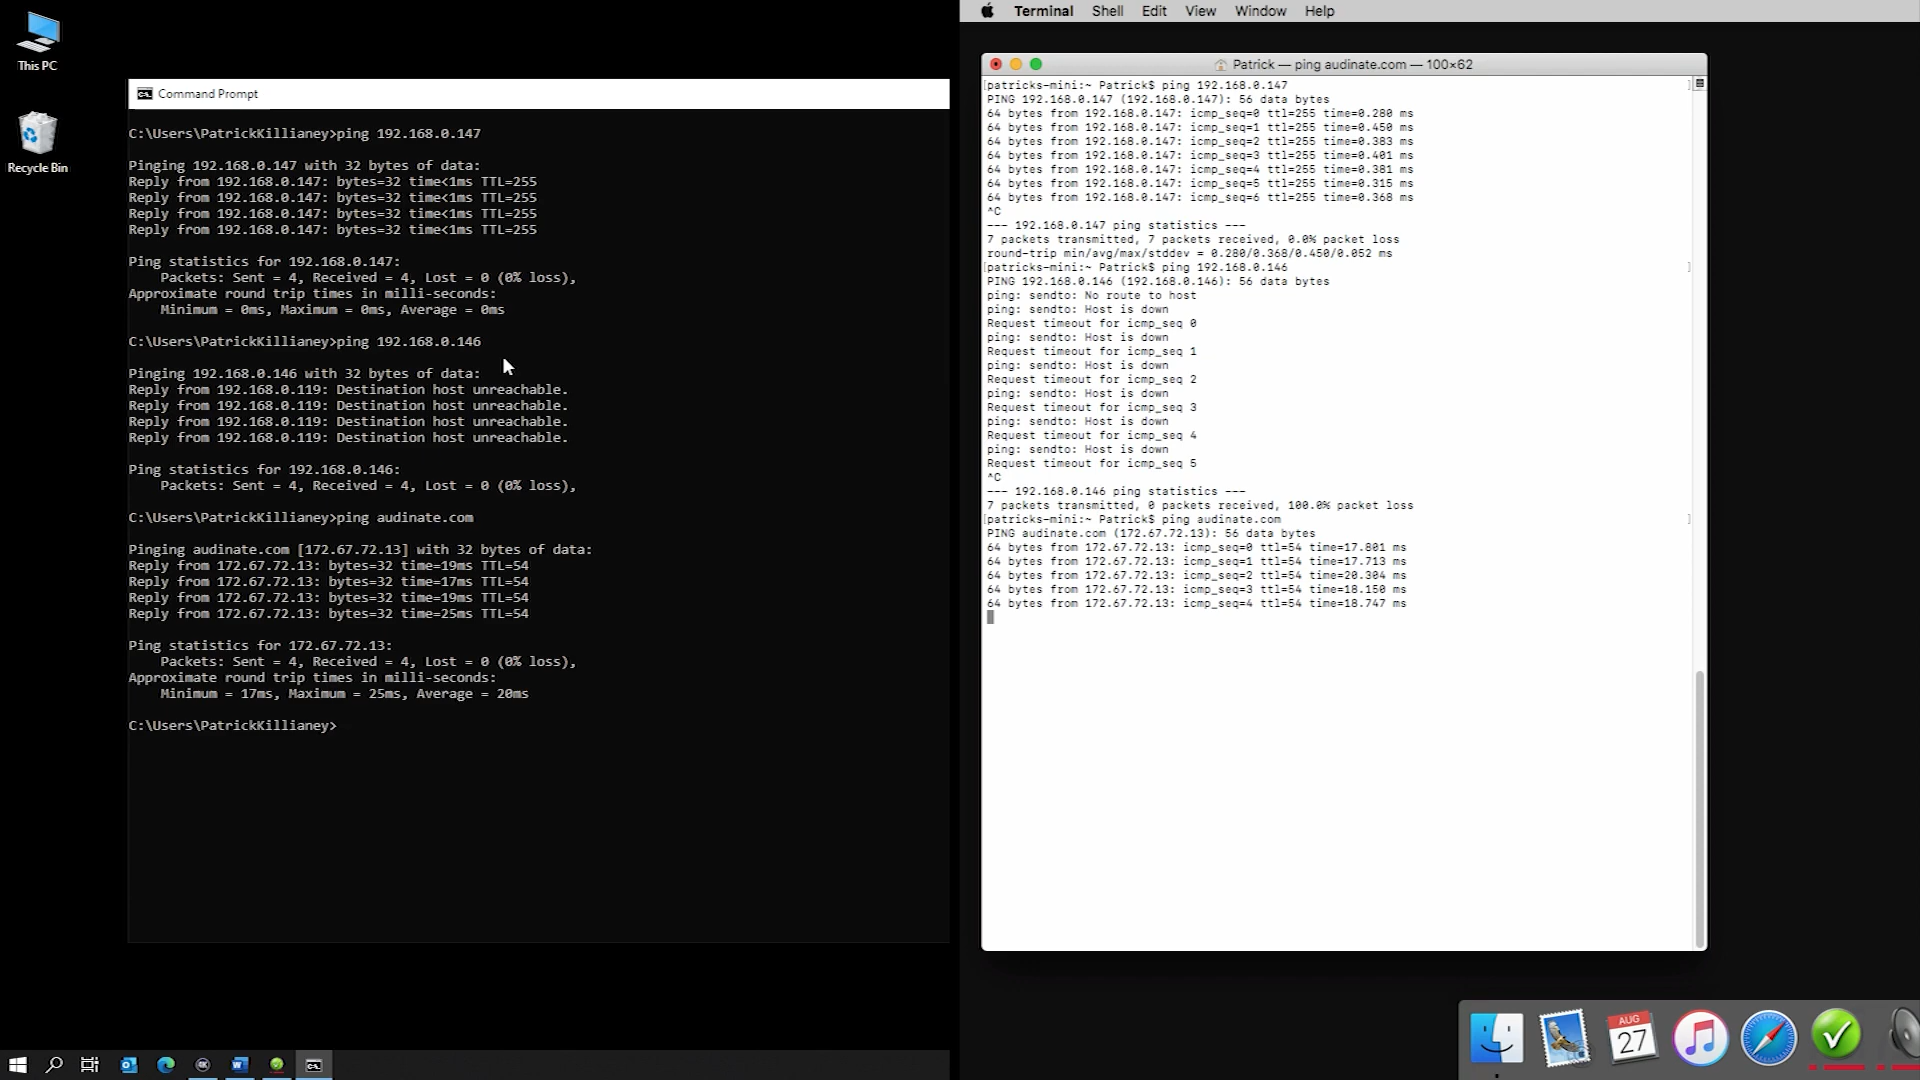 This PC
Recycle Bin
Command Prompt
C:\Users\PatrickKillianey>ping 192.168.0.147
Pinging 192.168.0.147 with 32 bytes of data:
Reply from 192.168.0.147: bytes=32 time<1ms TTL=255
Reply from 192.168.0.147: bytes=32 time<1ms TTL=255
Reply from 192.168.0.147: bytes=32 time<1ms TTL=255
Reply from 192.168.0.147: bytes=32 time<1ms TTL=255
Ping statistics for 192.168.0.147:
Packets: Sent = 4, Received = 4, Lost = 0 (0% loss),
Approximate round trip times in milli-seconds:
Minimum = 0ms, Maximum = 0ms, Average = 0ms
C:\Users\PatrickKillianey>ping 192.168.0.146
Pinging 192.168.0.146 with 32 bytes of data:
Reply from 192.168.0.119: Destination host unreachable.
Reply from 192.168.0.119: Destination host unreachable.
Reply from 192.168.0.119: Destination host unreachable.
Reply from 192.168.0.119: Destination host unreachable.
Ping statistics for 192.168.0.146:
Packets: Sent = 4, Received = 4, Lost = 0 (0% loss),
C:\Users\PatrickKillianey>ping audinate.com
Pinging audinate.com [172.67.72.13] with 32 bytes of data:
Reply from 172.67.72.13: bytes=32 time=19ms TTL=54
Reply from 172.67.72.13: bytes=32 time=17ms TTL=54
Reply from 172.67.72.13: bytes=32 time=19ms TTL=54
Reply from 172.67.72.13: bytes=32 time=25ms TTL=54
Ping statistics for 172.67.72.13:
Packets: Sent = 4, Received = 4, Lost = 0 (0% loss),
Approximate round trip times in milli-seconds:
Minimum = 17ms, Maximum = 25ms, Average = 20ms
C:\Users\PatrickKillianey>
Terminal Shell Edit View Window Help
Patrick — ping audinate.com — 100×62
[patricks-mini:~ Patrick$ ping 192.168.0.147 ]
PING 192.168.0.147 (192.168.0.147): 56 data bytes
64 bytes from 192.168.0.147: icmp_seq=0 ttl=255 time=0.280 ms
64 bytes from 192.168.0.147: icmp_seq=1 ttl=255 time=0.450 ms
64 bytes from 192.168.0.147: icmp_seq=2 ttl=255 time=0.383 ms
64 bytes from 192.168.0.147: icmp_seq=3 ttl=255 time=0.401 ms
64 bytes from 192.168.0.147: icmp_seq=4 ttl=255 time=0.381 ms
64 bytes from 192.168.0.147: icmp_seq=5 ttl=255 time=0.315 ms
64 bytes from 192.168.0.147: icmp_seq=6 ttl=255 time=0.368 ms
^C
--- 192.168.0.147 ping statistics ---
7 packets transmitted, 7 packets received, 0.0% packet loss
round-trip min/avg/max/stddev = 0.280/0.368/0.450/0.052 ms
[patricks-mini:~ Patrick$ ping 192.168.0.146 ]
PING 192.168.0.146 (192.168.0.146): 56 data bytes
ping: sendto: No route to host
ping: sendto: Host is down
Request timeout for icmp_seq 0
ping: sendto: Host is down
Request timeout for icmp_seq 1
ping: sendto: Host is down
Request timeout for icmp_seq 2
ping: sendto: Host is down
Request timeout for icmp_seq 3
ping: sendto: Host is down
Request timeout for icmp_seq 4
ping: sendto: Host is down
Request timeout for icmp_seq 5
^C
--- 192.168.0.146 ping statistics ---
7 packets transmitted, 0 packets received, 100.0% packet loss
[patricks-mini:~ Patrick$ ping audinate.com ]
PING audinate.com (172.67.72.13): 56 data bytes
64 bytes from 172.67.72.13: icmp_seq=0 ttl=54 time=17.801 ms
64 bytes from 172.67.72.13: icmp_seq=1 ttl=54 time=17.713 ms
64 bytes from 172.67.72.13: icmp_seq=2 ttl=54 time=20.304 ms
64 bytes from 172.67.72.13: icmp_seq=3 ttl=54 time=18.150 ms
64 bytes from 172.67.72.13: icmp_seq=4 ttl=54 time=18.747 ms
AUG
27